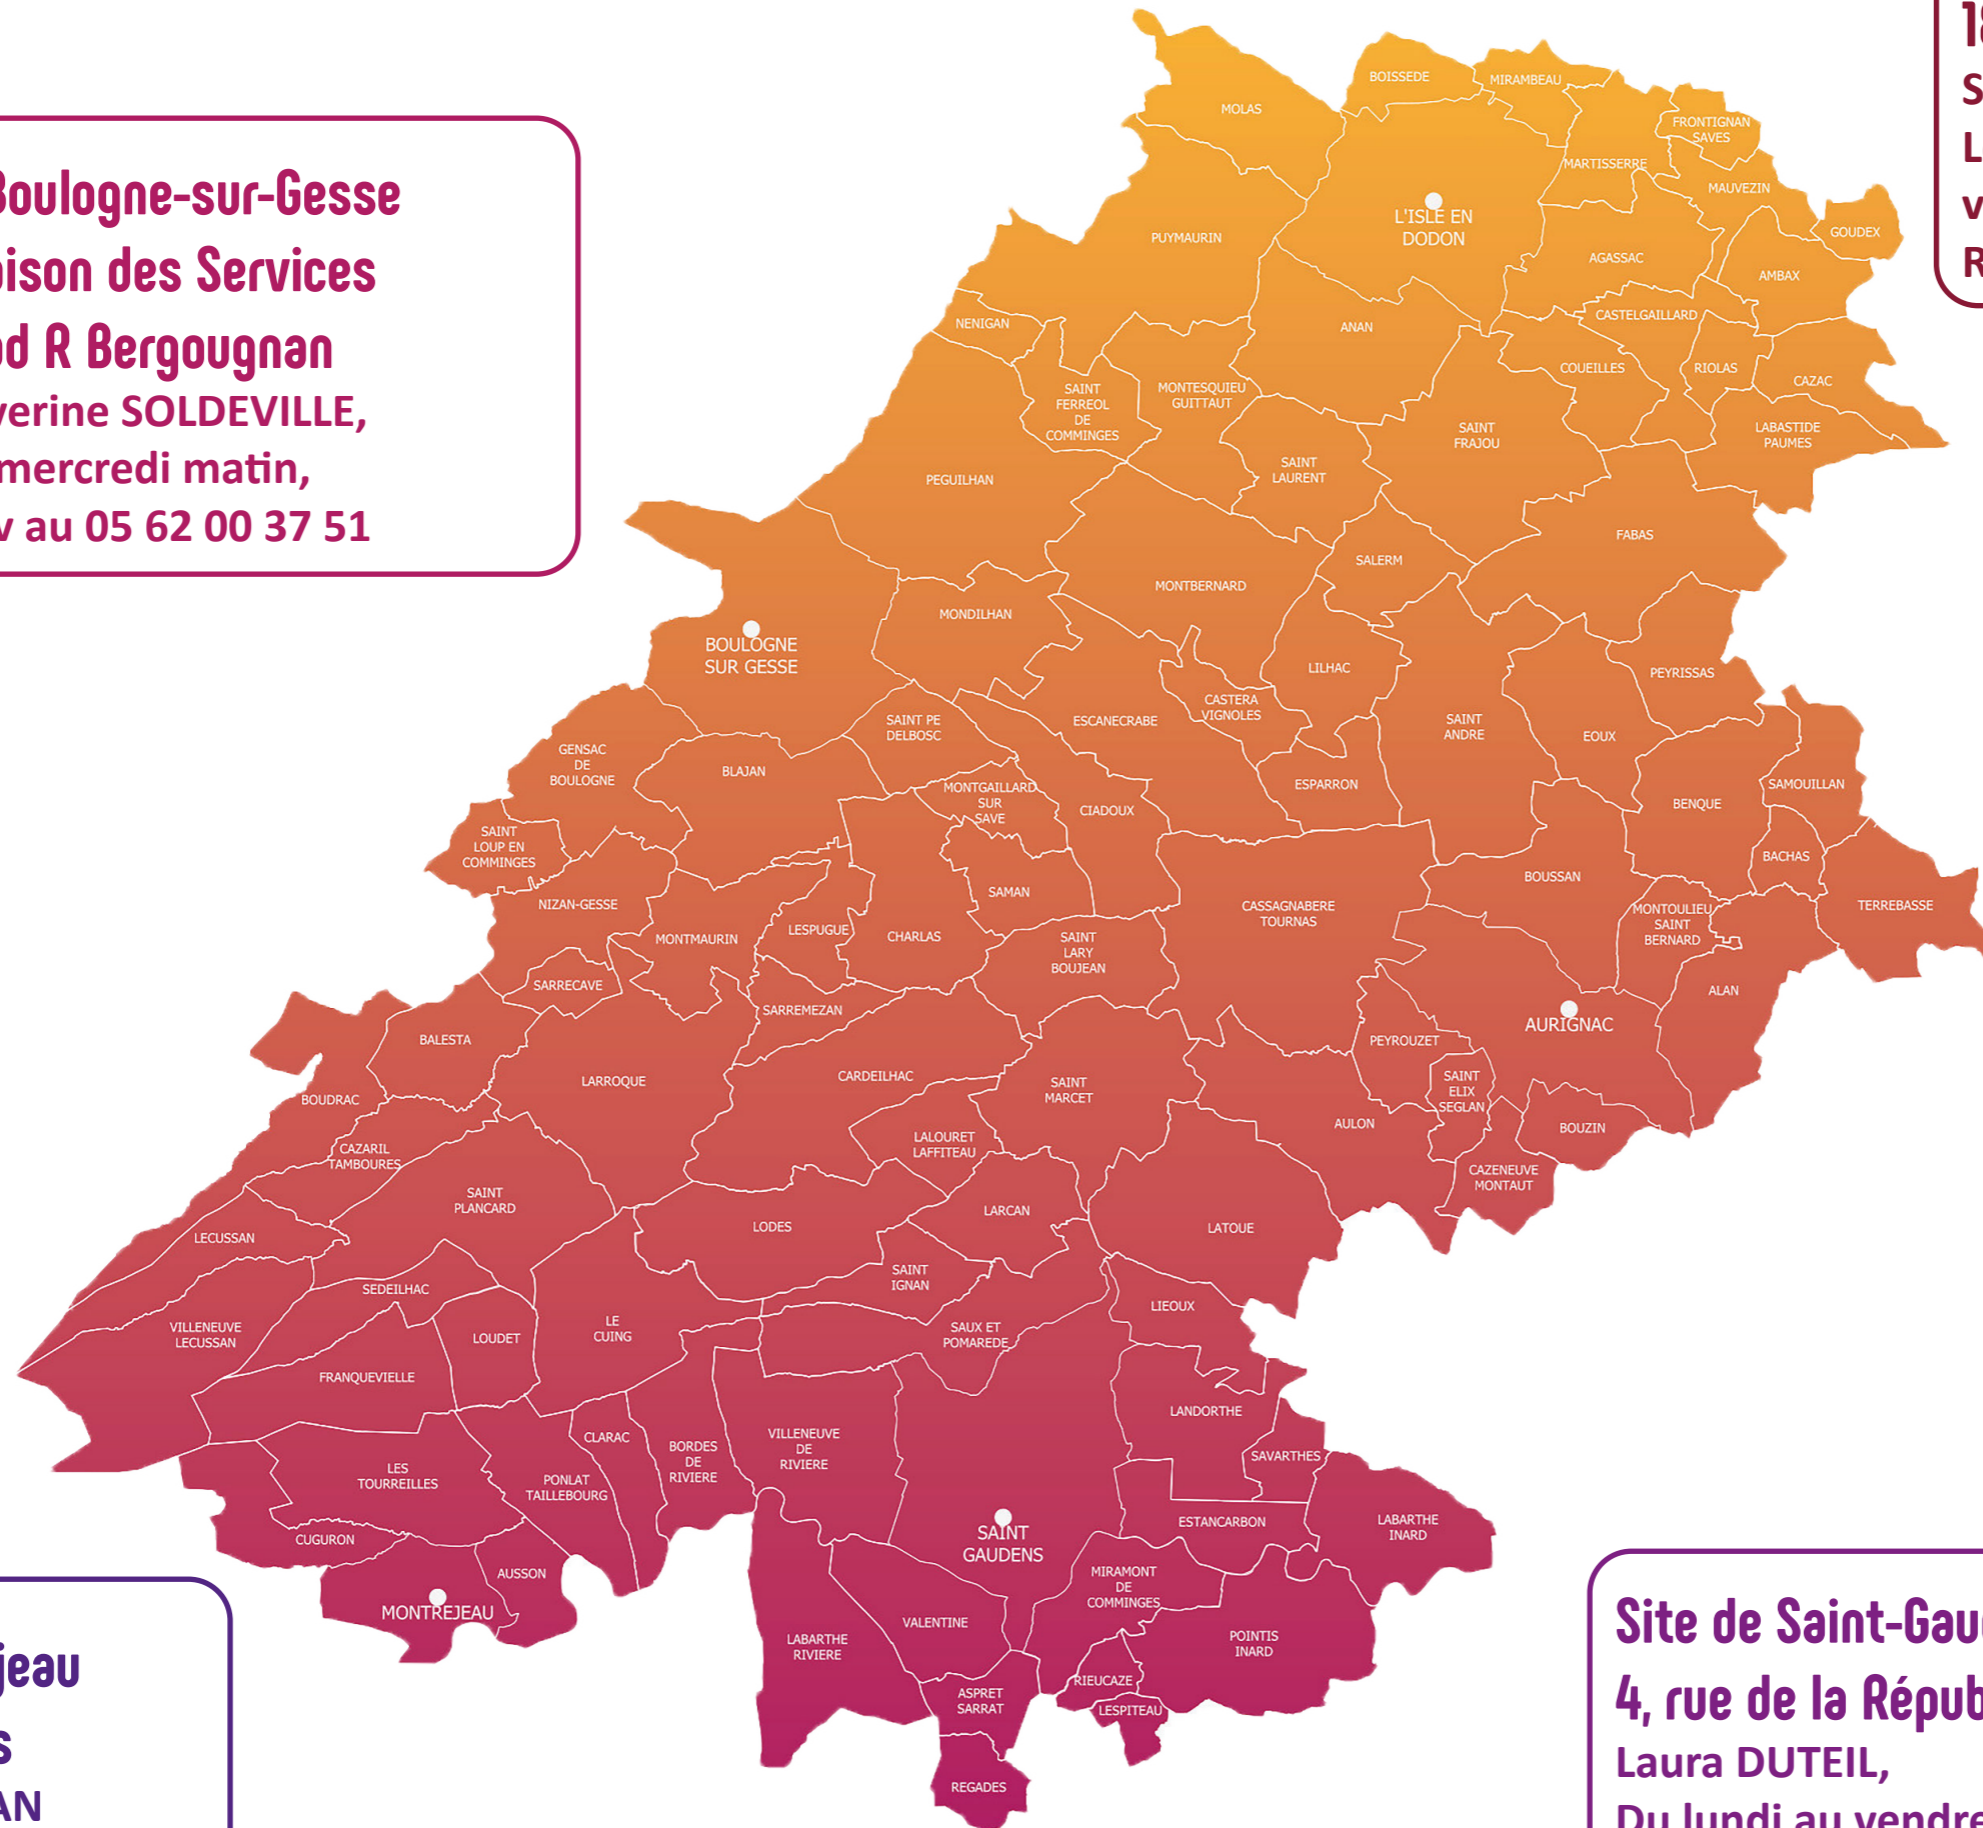 Boulogne-sur-Gesse
des Services
R Bergougnan
SOLDEVILLE,
mercredi matin,
au 05 62 00 37 51
MOLAS
BOISSEDE
MIRAMBEAU
FRONTIGNAN
SAVES
MARTISSERRE
MAUVEZIN
GOUDEX
L'ISLE EN
DODON
PUYMAURIN
AGASSAC
AMBAX
NENIGAN
ANAN
CASTELGAILLARD
COUEILLES
RIOLAS
CAZAC
SAINT
FERREOL
DE
COMMINGES
MONTESQUIEU
GUITTAUT
SAINT
FRAJOU
LABASTIDE
PAUMES
PEGUILHAN
SAINT
LAURENT
FABAS
SALERM
MONTBERNARD
MONDILHAN
BOULOGNE
SUR GESSE
LILHAC
PEYRISSAS
CASTERA
VIGNOLES
ESCANECRABE
SAINT PE
DELBOSC
SAINT
ANDRE
EOUX
GENSAC
DE
BOULOGNE
BLAJAN
MONTGAILLARD
SUR
SAVE
CIADOUX
ESPARRON
SAMOUILLAN
BENQUE
SAINT
LOUP EN
COMMINGES
BACHAS
BOUSSAN
SAMAN
NIZAN-GESSE
CASSAGNABERE
TOURNAS
TERREBASSE
MONTOULIEU
SAINT
BERNARD
MONTMAURIN
LESPUGUE
CHARLAS
SAINT
LARY
BOUJEAN
SARRECAVE
ALAN
SARREMEZAN
AURIGNAC
BALESTA
PEYROUZET
LARROQUE
CARDEILHAC
SAINT
MARCET
SAINT
ELIX
SEGLAN
BOUDRAC
AULON
BOUZIN
CAZARIL
TAMBOURES
LALOURET
LAFFITEAU
CAZENEUVE
MONTAUT
SAINT
PLANCARD
LARCAN
LODES
LATOUE
LECUSSAN
SAINT
IGNAN
SEDEILHAC
LIEOUX
VILLENEUVE
LECUSSAN
LE
CUING
LOUDET
SAUX ET
POMAREDE
FRANQUEVIELLE
LANDORTHE
CLARAC
BORDES
DE
RIVIERE
VILLENEUVE
DE
RIVIERE
SAVARTHES
LES
TOURREILLES
PONLAT
TAILLEBOURG
ESTANCARBON
LABARTHE
INARD
CUGURON
SAINT
GAUDENS
AUSSON
MIRAMONT
DE
COMMINGES
MONTREJEAU
VALENTINE
LABARTHE
RIVIERE
POINTIS
INARD
RIEUCAZE
ASPRET
SARRAT
LESPITEAU
REGADES
Site de
4, rue de la
Laura DUTEIL,
Du lundi au